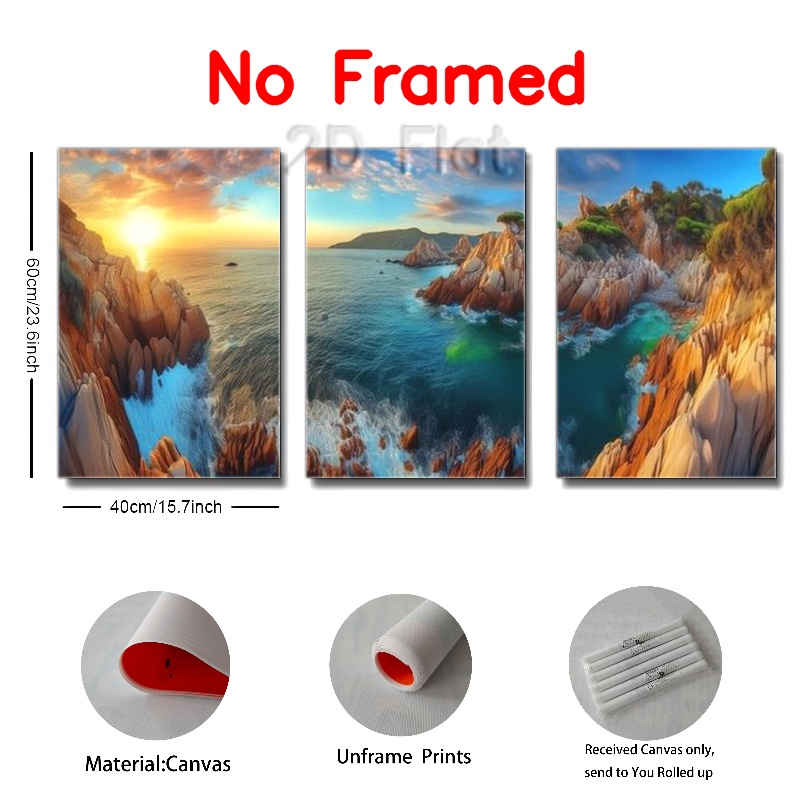 No Framed
2D Flat
60cm/23.6inch
40cm/15.7inch
Material:Canvas
Unframe Prints
Received Canvas only,
send to You Rolled up